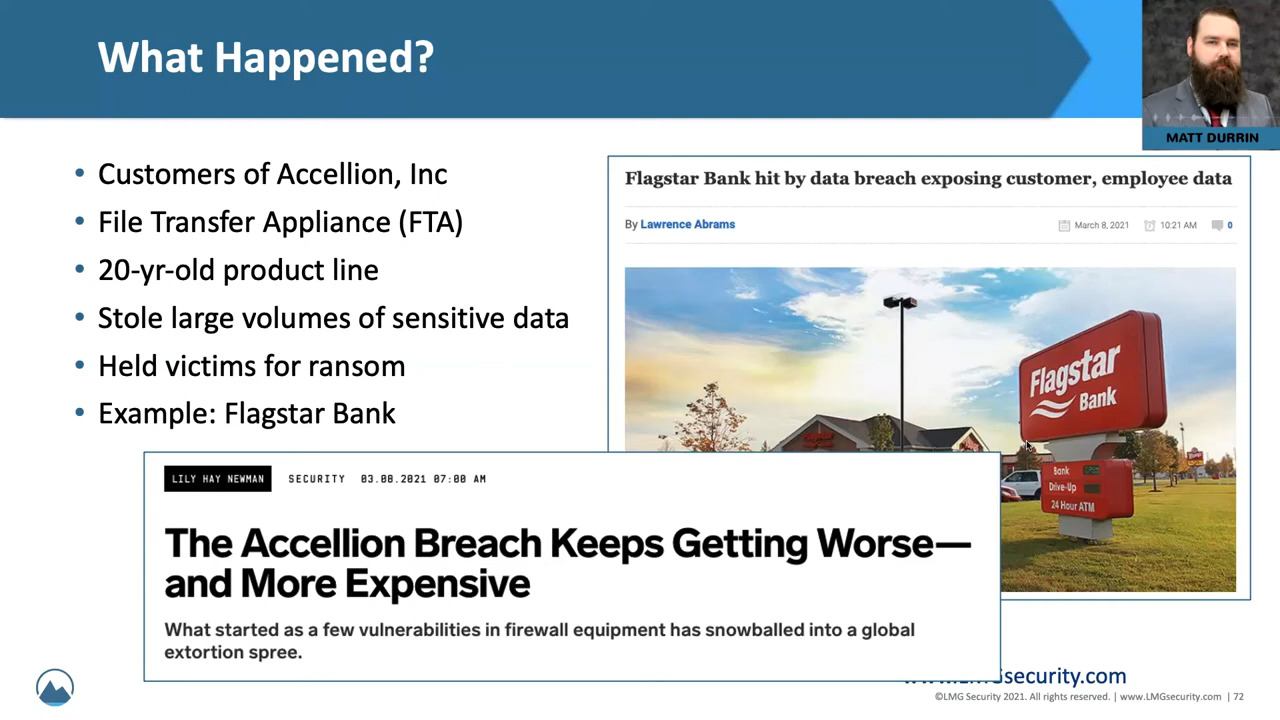 What Happened?
MATT DURRIN
• Customers of Accellion, Inc
• File Transfer Appliance (FTA)
• 20-yr-old product line
• Stole large volumes of sensitive data
• Held victims for ransom
• Example: Flagstar Bank
Flagstar Bank hit by data breach exposing customer, employee data
By Lawrence Abrams
March 8, 2021 10:21 AM 0
Flagstar
Bank
Bank
Drive-Up
24 Hour ATM
LILY HAY NEWMAN SECURITY 03.08.2021 07:00 AM
The Accellion Breach Keeps Getting Worse—
and More Expensive
What started as a few vulnerabilities in firewall equipment has snowballed into a global
extortion spree.
www.LMGsecurity.com
©LMG Security 2021. All rights reserved. | www.LMGsecurity.com | 72